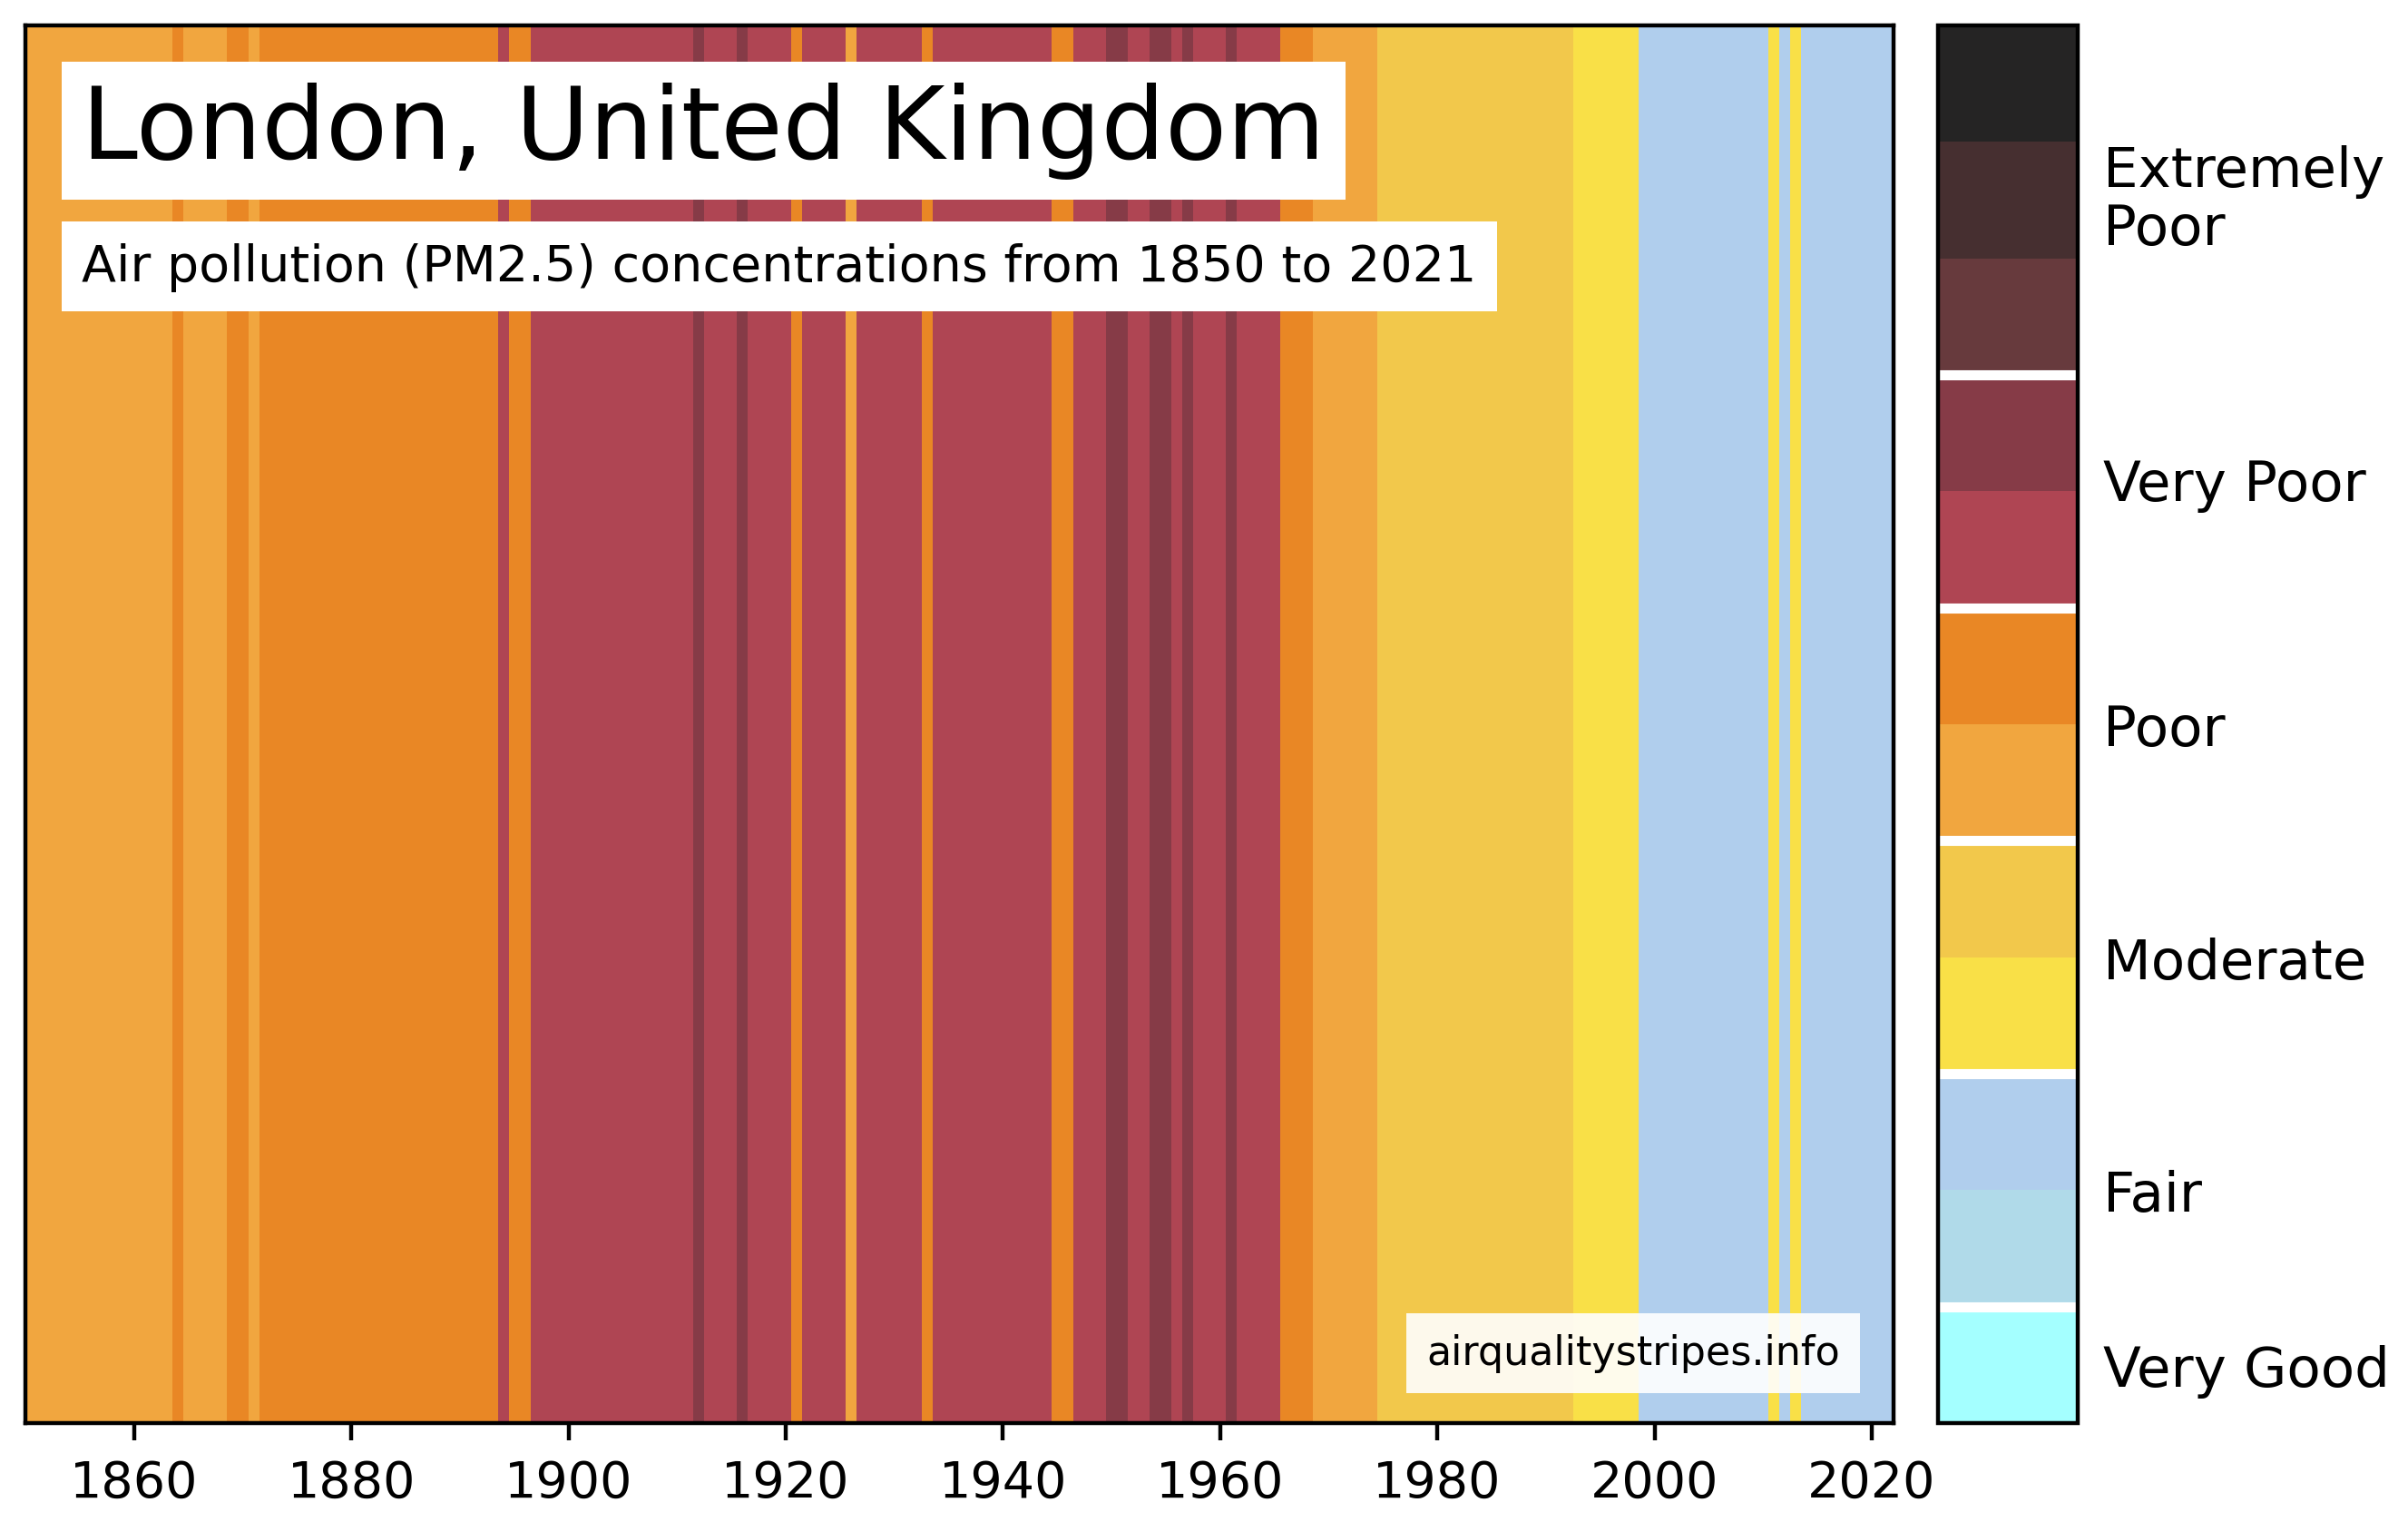 London, United Kingdom
Air pollution (PM2.5) concentrations from 1850 to 2021
Extremely
Poor
Very Poor
Poor
Moderate
Fair
Very Good
airqualitystripes.info
1860 1880 1900 1920 1940 1960 1980 2000 2020